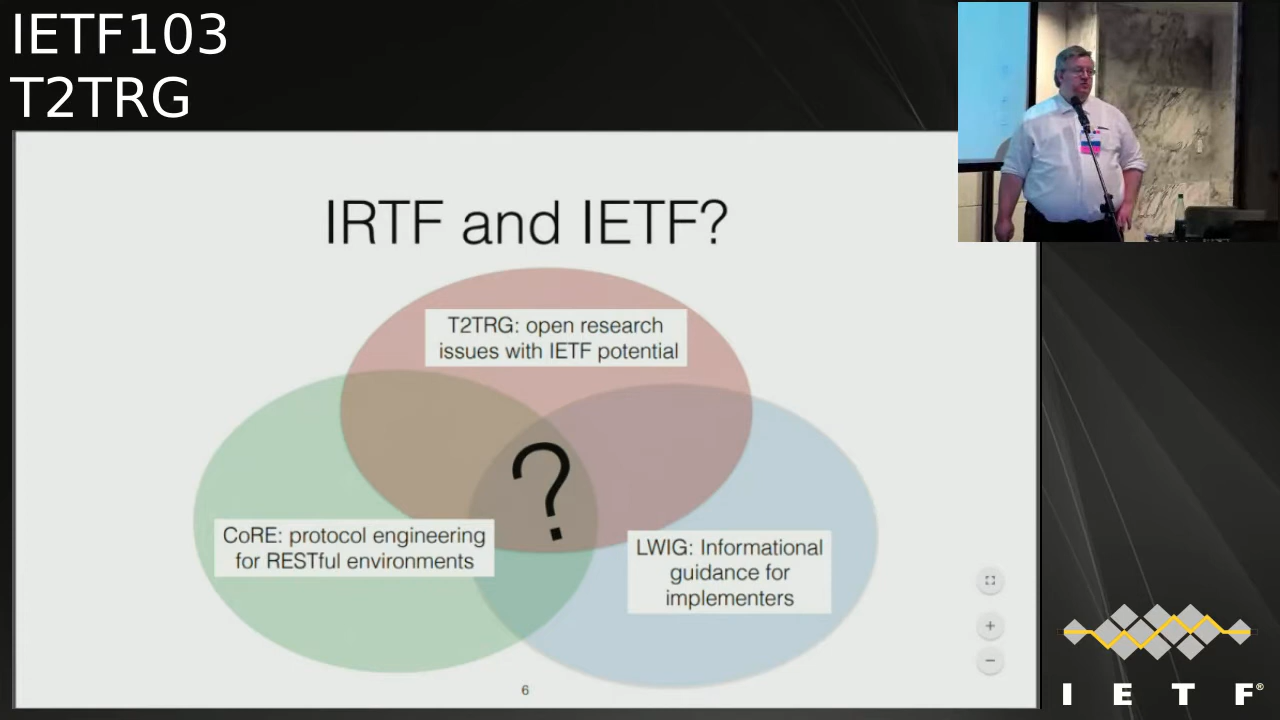 IETF103
T2TRG
IRTF and IETF?
T2TRG: open research
issues with IETF potential
?
CoRE: protocol engineering
for RESTful environments
LWIG: Informational
guidance for
implementers
6
I E T F®